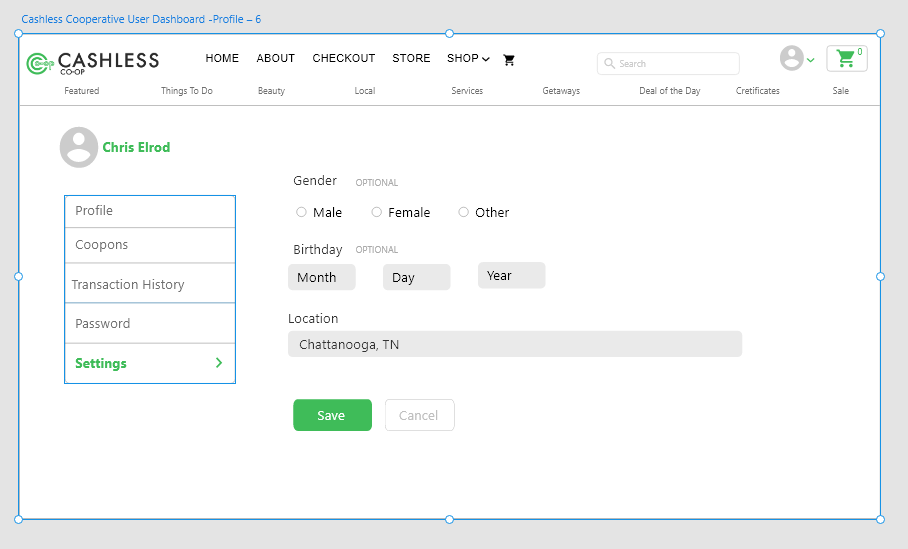 Cashless Cooperative User Dashboard -Profile – 6
CASHLESS
CO-OP
HOME ABOUT CHECKOUT STORE SHOP
Search
0
Featured Things To Do Beauty Local Services Getaways Deal of the Day Cretificates Sale
Chris Elrod
Profile
Coopons
Transaction History
Password
Settings
Gender OPTIONAL
Male Female Other
Birthday OPTIONAL
Month Day Year
Location
Chattanooga, TN
Save Cancel